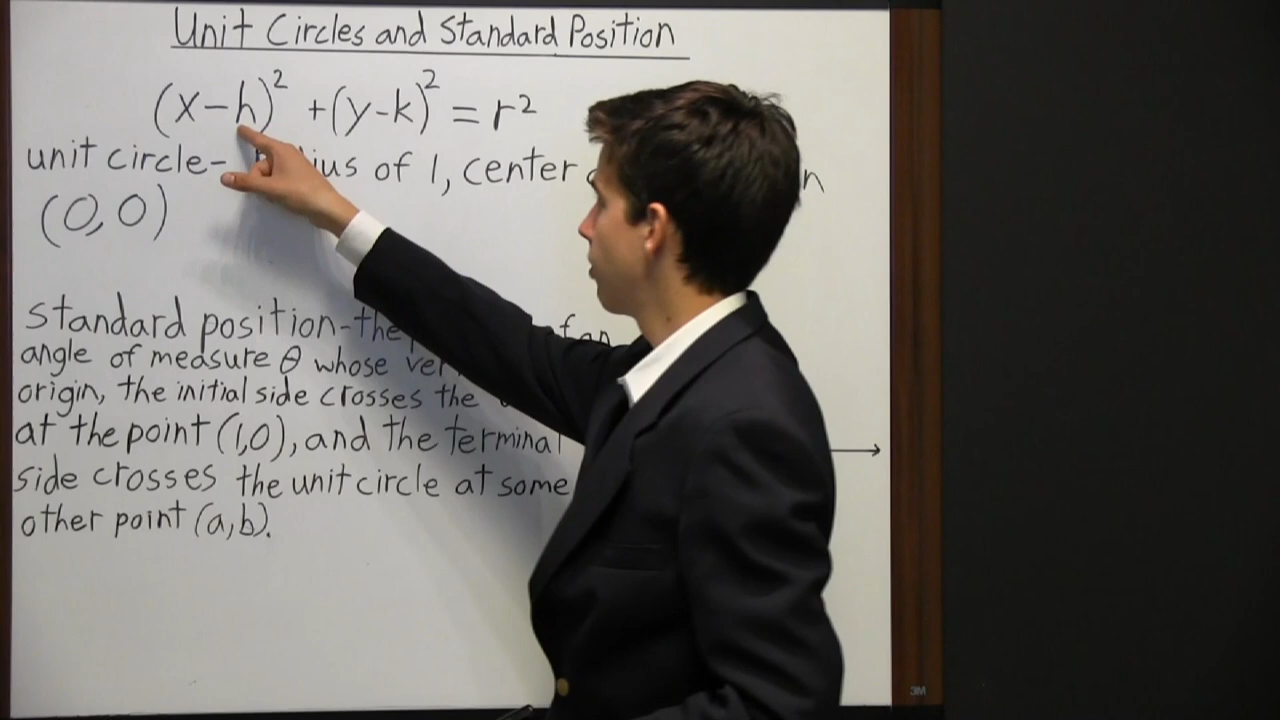 Unit Circles and Standard Position
(x-h)² +(y-k)² = r²
unit circle- of 1, center
(0,0)
standard position-the
angle of measure θ whose
origin, the initial side crosses the
at the point (1,0), and the terminal
side crosses the unit circle at some
other point (a,b).
3M